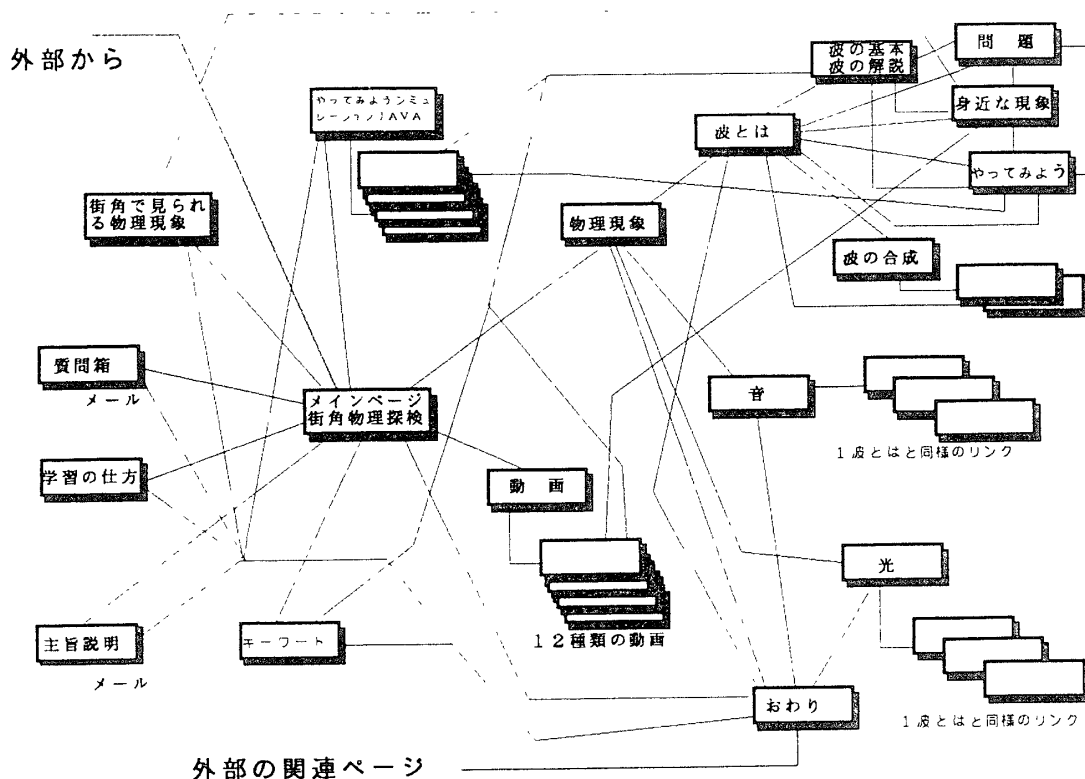 外部から
波の基本
波の解説
問 題
身近な現象
やってみようシミュ
レーションJAVA
波とは
やってみよう
街角で見られ
る物理現象
物理現象
波の合成
質問箱
メール
メインページ
街角物理探検
音
1波とはと同様のリンク
学習の仕方
動 画
光
主旨説明
メール
キーワード
12種類の動画
おわり
1波とはと同様のリンク
外部の関連ページ